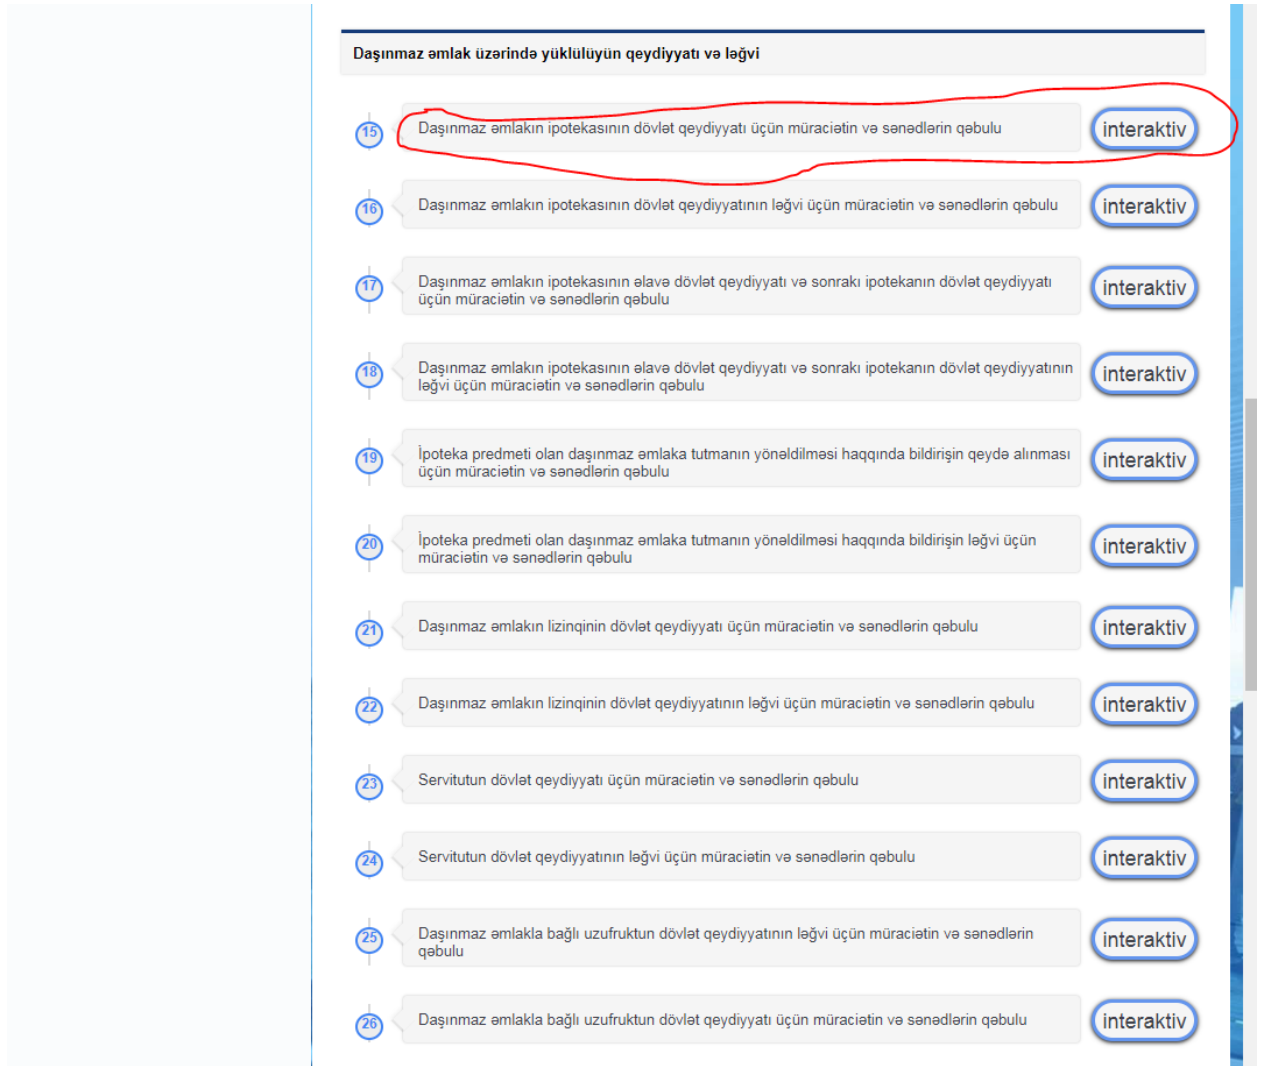 Daşınmaz əmlak üzərində yüklülüyün qeydiyyatı və ləğvi
15 Daşınmaz əmlakın ipotekasının dövlət qeydiyyatı üçün müraciətin və sənədlərin qəbulu interaktiv
16 Daşınmaz əmlakın ipotekasının dövlət qeydiyyatının ləğvi üçün müraciətin və sənədlərin qəbulu interaktiv
17 Daşınmaz əmlakın ipotekasının əlavə dövlət qeydiyyatı və sonrakı ipotekanın dövlət qeydiyyatı
üçün müraciətin və sənədlərin qəbulu interaktiv
18 Daşınmaz əmlakın ipotekasının əlavə dövlət qeydiyyatı və sonrakı ipotekanın dövlət qeydiyyatının
ləğvi üçün müraciətin və sənədlərin qəbulu interaktiv
19 İpoteka predmeti olan daşınmaz əmlaka tutmanın yönəldilməsi haqqında bildirişin qeydə alınması
üçün müraciətin və sənədlərin qəbulu interaktiv
20 İpoteka predmeti olan daşınmaz əmlaka tutmanın yönəldilməsi haqqında bildirişin ləğvi üçün
müraciətin və sənədlərin qəbulu interaktiv
21 Daşınmaz əmlakın lizinqinin dövlət qeydiyyatı üçün müraciətin və sənədlərin qəbulu interaktiv
22 Daşınmaz əmlakın lizinqinin dövlət qeydiyyatının ləğvi üçün müraciətin və sənədlərin qəbulu interaktiv
23 Servitutun dövlət qeydiyyatı üçün müraciətin və sənədlərin qəbulu interaktiv
24 Servitutun dövlət qeydiyyatının ləğvi üçün müraciətin və sənədlərin qəbulu interaktiv
25 Daşınmaz əmlakla bağlı uzufruktun dövlət qeydiyyatının ləğvi üçün müraciətin və sənədlərin
qəbulu interaktiv
26 Daşınmaz əmlakla bağlı uzufruktun dövlət qeydiyyatı üçün müraciətin və sənədlərin qəbulu interaktiv